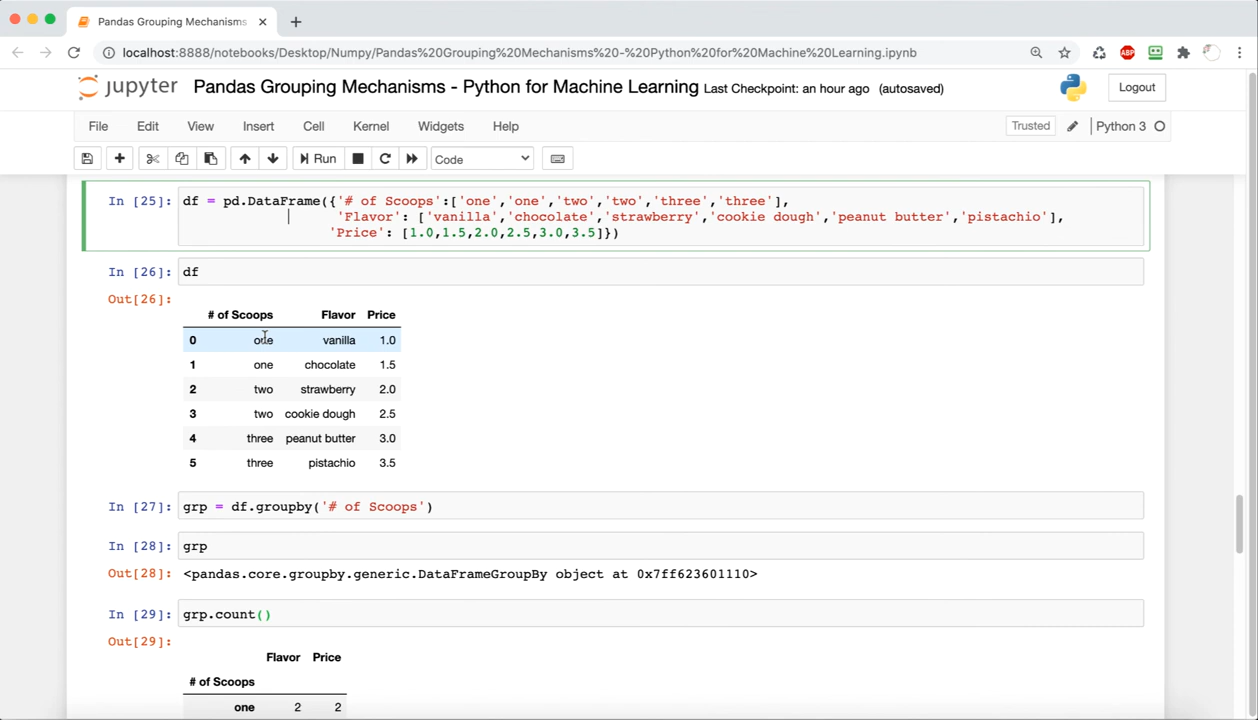 Pandas Grouping Mechanisms
localhost:8888/notebooks/Desktop/Numpy/Pandas%20Grouping%20Mechanisms%20-%20Python%20for%20Machine%20Learning.ipynb
ABP
jupyter Pandas Grouping Mechanisms - Python for Machine Learning Last Checkpoint: an hour ago (autosaved) Logout
File Edit View Insert Cell Kernel Widgets Help Trusted Python 3
Run Code
In [25]: df = pd.DataFrame({'# of Scoops':['one','one','two','two','three','three'],
'Flavor': ['vanilla','chocolate','strawberry','cookie dough','peanut butter','pistachio'],
'Price': [1.0,1.5,2.0,2.5,3.0,3.5]})
In [26]: df
Out[26]:
# of Scoops Flavor Price
0 one vanilla 1.0
1 one chocolate 1.5
2 two strawberry 2.0
3 two cookie dough 2.5
4 three peanut butter 3.0
5 three pistachio 3.5
In [27]: grp = df.groupby('# of Scoops')
In [28]: grp
Out[28]: <pandas.core.groupby.generic.DataFrameGroupBy object at 0x7ff623601110>
In [29]: grp.count()
Out[29]:
Flavor Price
# of Scoops
one 2 2